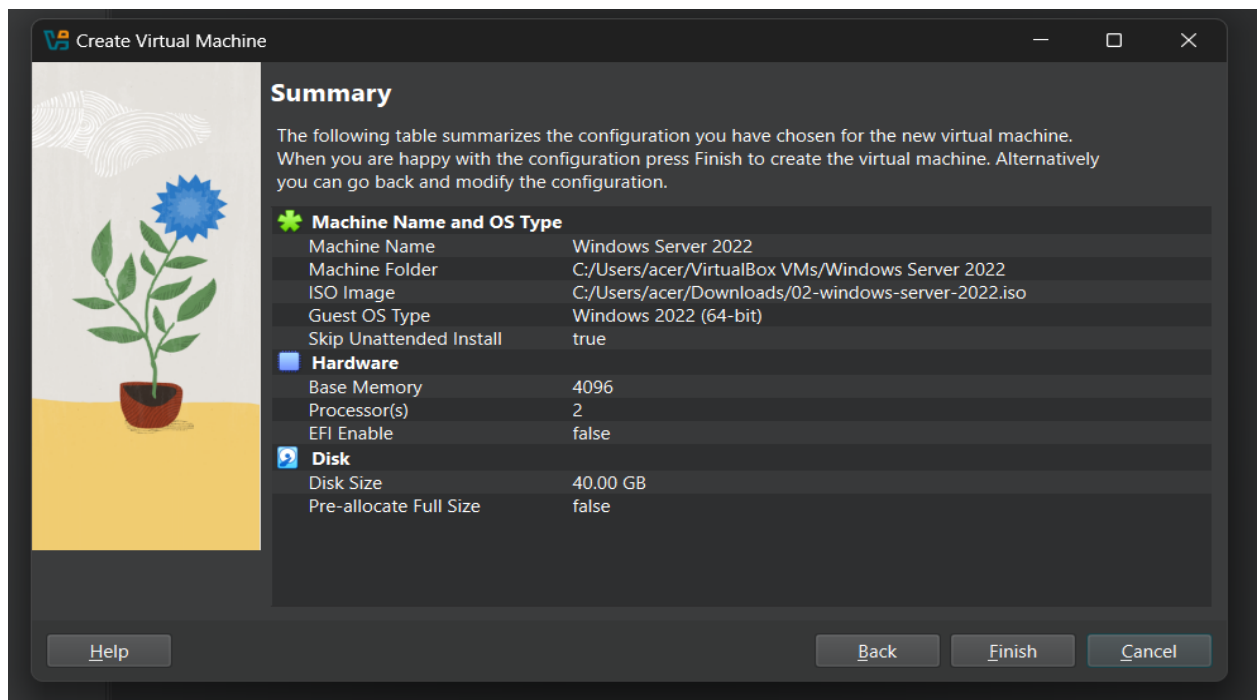 Create Virtual Machine
Summary
The following table summarizes the configuration you have chosen for the new virtual machine.
When you are happy with the configuration press Finish to create the virtual machine. Alternatively
you can go back and modify the configuration.
Machine Name and OS Type
Machine Name Windows Server 2022
Machine Folder C:/Users/acer/VirtualBox VMs/Windows Server 2022
ISO Image C:/Users/acer/Downloads/02-windows-server-2022.iso
Guest OS Type Windows 2022 (64-bit)
Skip Unattended Install true
Hardware
Base Memory 4096
Processor(s) 2
EFI Enable false
Disk
Disk Size 40.00 GB
Pre-allocate Full Size false
Help Back Finish Cancel